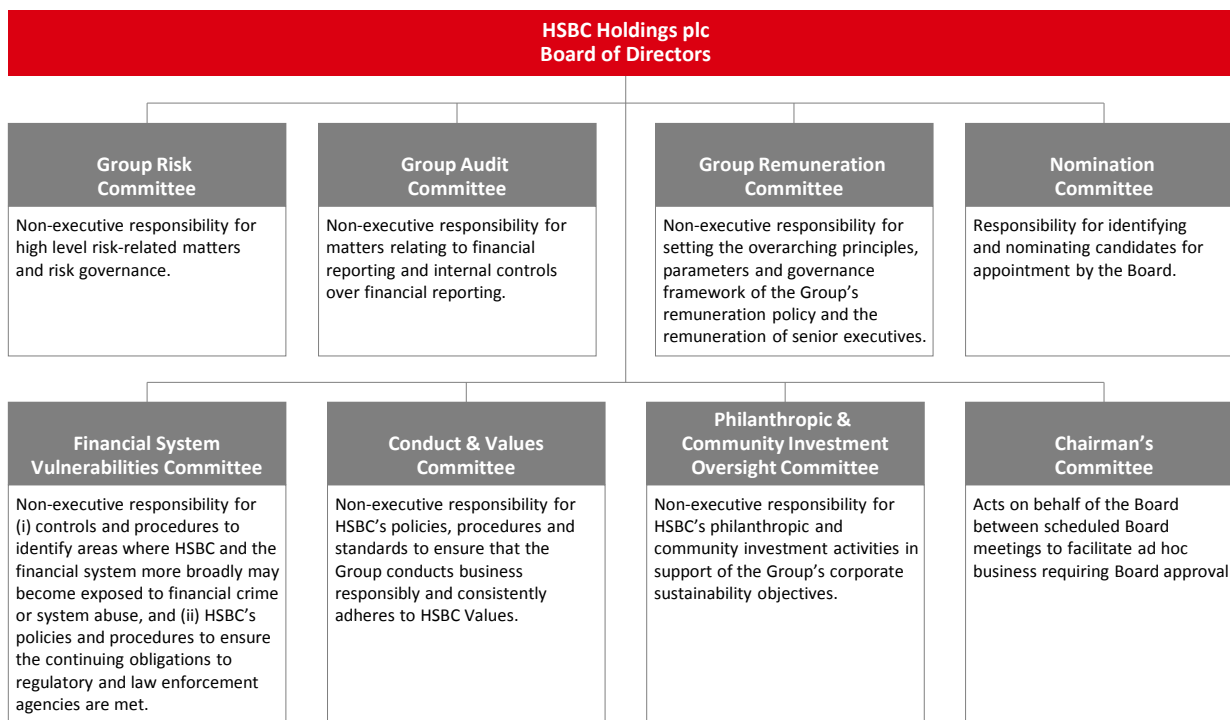 HSBC Holdings plc
Board of Directors
Group Risk
Committee
Non-executive responsibility for
high level risk-related matters
and risk governance.
Group Audit
Committee
Non-executive responsibility for
matters relating to financial
reporting and internal controls
over financial reporting.
Group Remuneration
Committee
Non-executive responsibility for
setting the overarching principles,
parameters and governance
framework of the Group’s
remuneration policy and the
remuneration of senior executives.
Nomination
Committee
Responsibility for identifying
and nominating candidates for
appointment by the Board.
Financial System
Vulnerabilities Committee
Non-executive responsibility for
(i) controls and procedures to
identify areas where HSBC and the
financial system more broadly may
become exposed to financial crime
or system abuse, and (ii) HSBC’s
policies and procedures to ensure
the continuing obligations to
regulatory and law enforcement
agencies are met.
Conduct & Values
Committee
Non-executive responsibility for
HSBC’s policies, procedures and
standards to ensure that the
Group conducts business
responsibly and consistently
adheres to HSBC Values.
Philanthropic &
Community Investment
Oversight Committee
Non-executive responsibility for
HSBC’s philanthropic and
community investment activities in
support of the Group’s corporate
sustainability objectives.
Chairman’s
Committee
Acts on behalf of the Board
between scheduled Board
meetings to facilitate ad hoc
business requiring Board approval